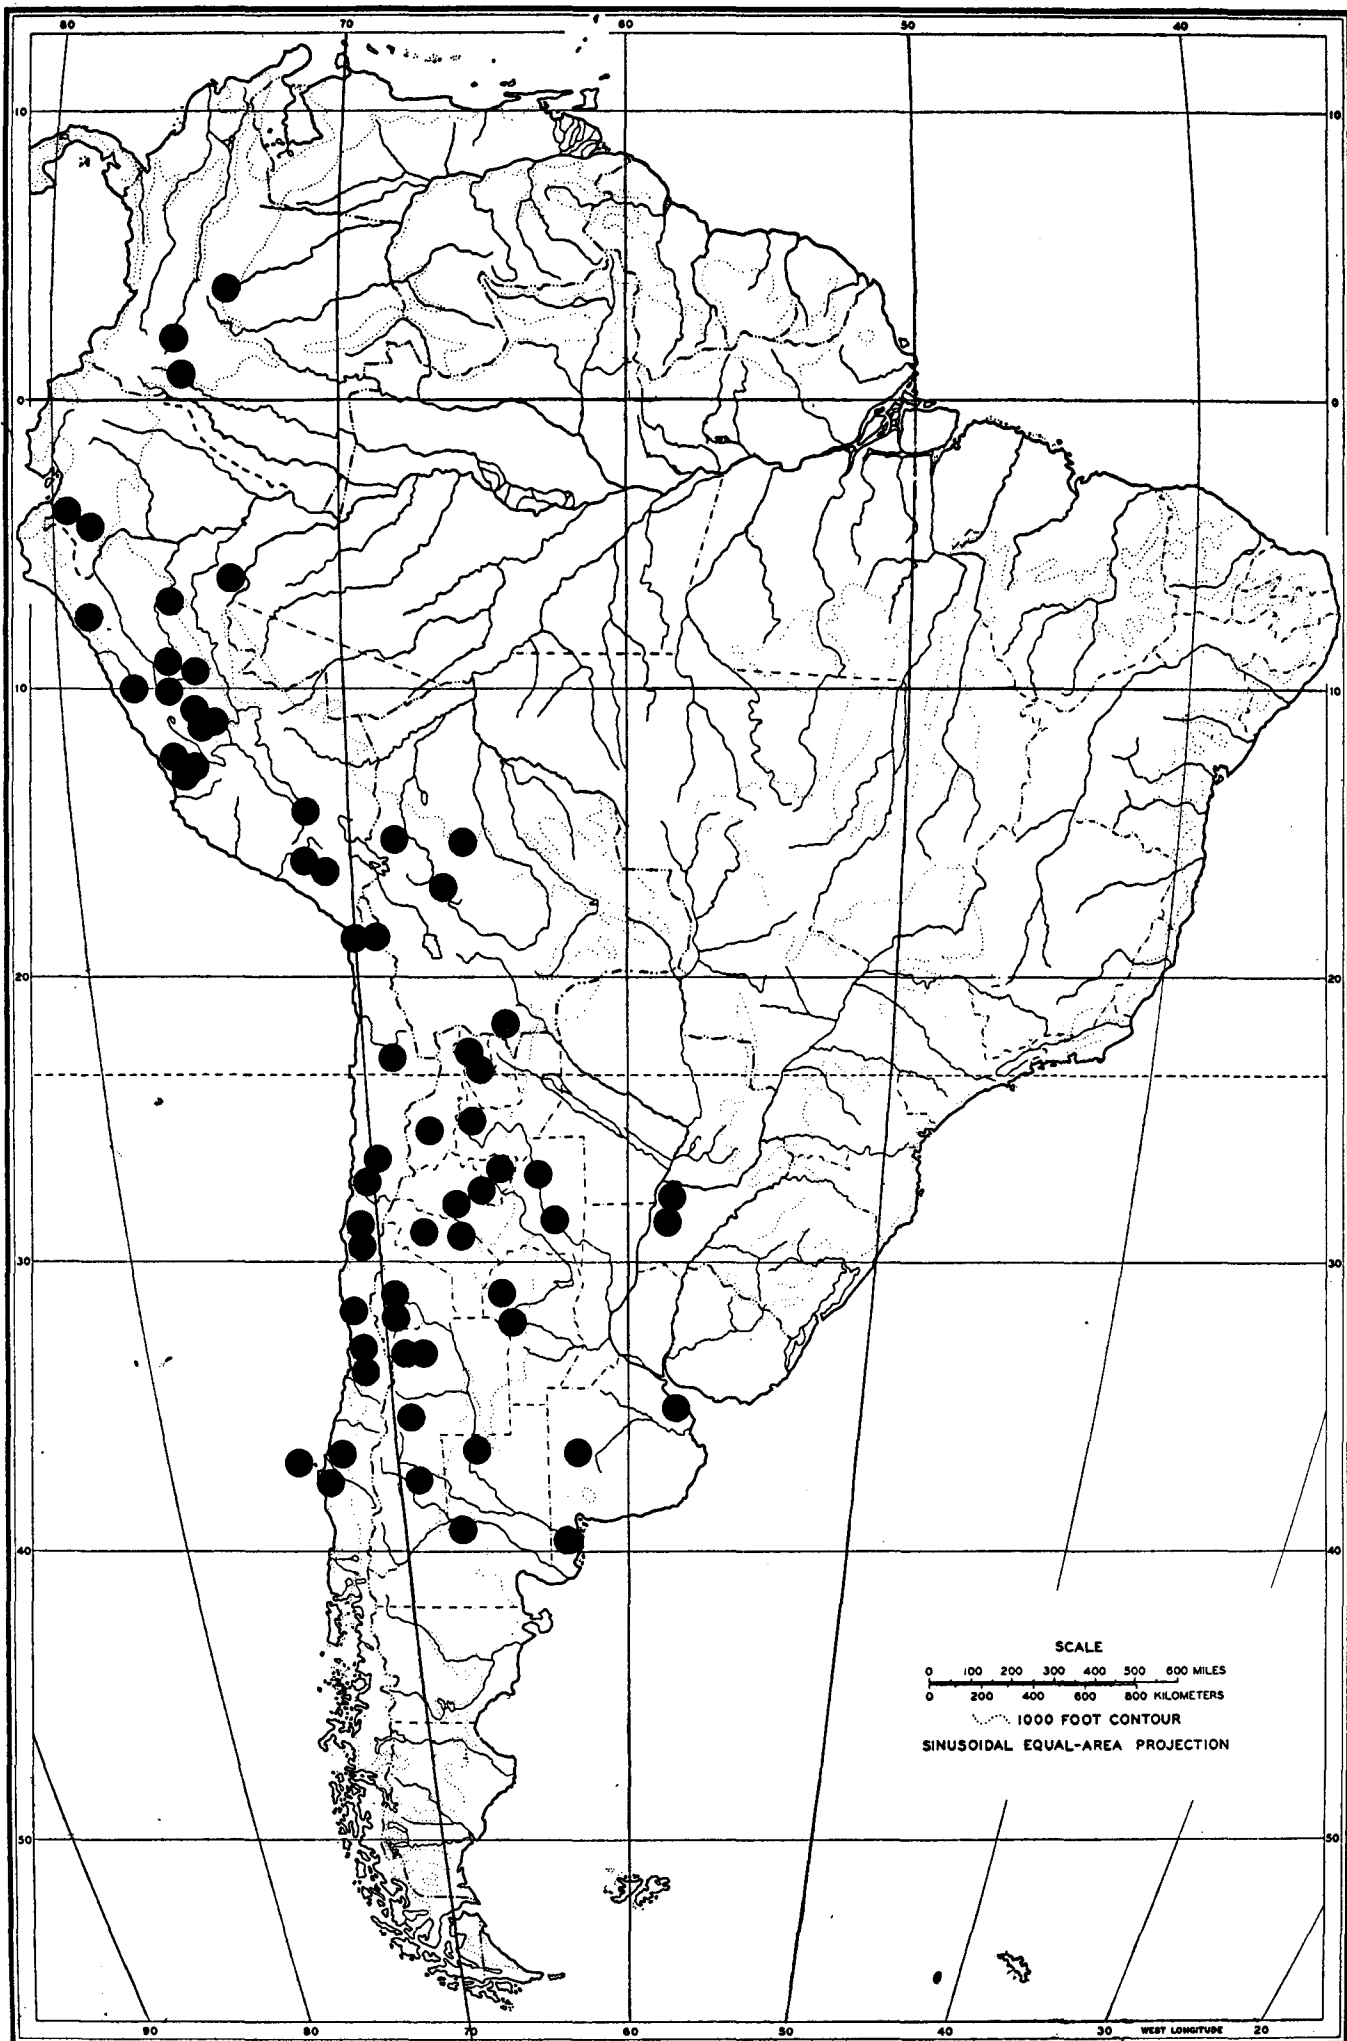 80 70 60 50 40
10 10
0 0
10 10
20 20
30 30
40 40
SCALE
0 100 200 300 400 500 600 MILES
0 200 400 600 800 KILOMETERS
1000 FOOT CONTOUR
SINUSOIDAL EQUAL-AREA PROJECTION
50 50
90 80 70 60 50 40 30 WEST LONGITUDE 20